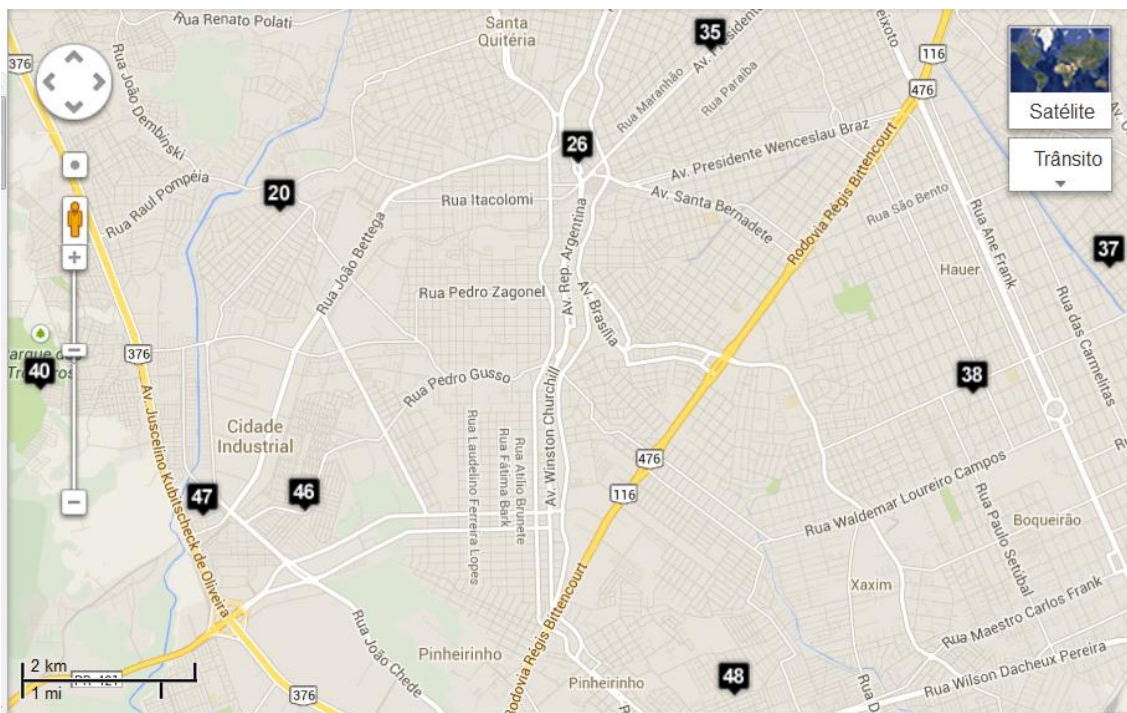 Rua Renato Polati
Santa
Quitéria
35
Av. Presidente
376
116
476
Satélite
Trânsito
Rua João Dembinski
Rua Maranhão
Rua Paraíba
26
Av. Presidente Wenceslau Braz
Rua Raul Pompéia
20
Rua Itacolomi
Av. Santa Bernadete
Rua São Bento
Rua Ane Frank
Rodovia Régis Bittencourt
37
Hauer
Rua João Bettega
Av. Rep. Argentina
Rua Pedro Zagonel
Av. Brasília
Rua das Carmelitas
376
40
Rua Pedro Gusso
38
Cidade
Industrial
Av. Juscelino Kubitscheck de Oliveira
Av. Winston Churchill
Rua Laudelino Ferreira Lopes
Rua Fátima Bark
Rua Atílio Brunete
476
116
47
46
Rua Waldemar Loureiro Campos
Rua Paulo Setúbal
Boqueirão
Xaxim
Rua Maestro Carlos Frank
Rua Wilson Dacheux Pereira
Rua João Chede
Rodovia Régis Bittencourt
Pinheirinho
Pinheirinho
48
2 km
1 mi
376